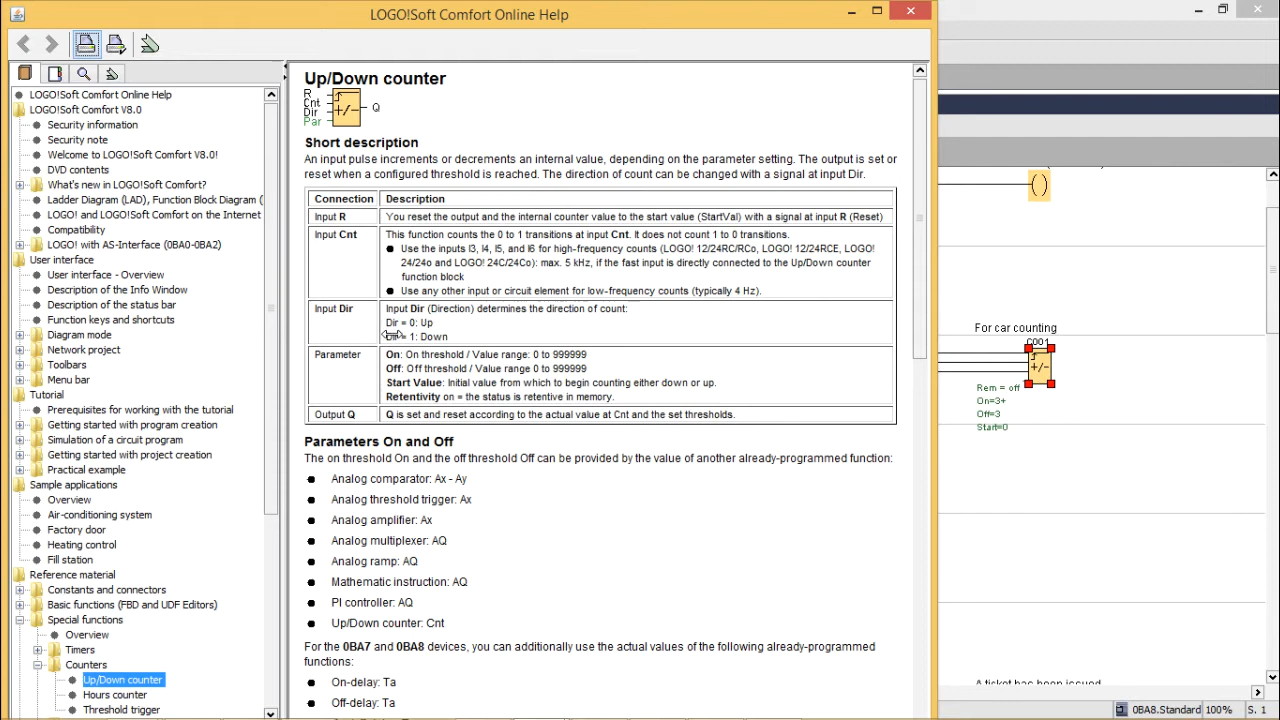 LOGO!Soft Comfort Online Help
LOGO!Soft Comfort Online Help
LOGO!Soft Comfort V8.0
Security information
Security note
Welcome to LOGO!Soft Comfort V8.0!
DVD contents
What's new in LOGO!Soft Comfort?
Ladder Diagram (LAD), Function Block Diagram (
LOGO! and LOGO!Soft Comfort on the Internet
Compatibility
LOGO! with AS-Interface (0BA0-0BA2)
User interface
User interface - Overview
Description of the Info Window
Description of the status bar
Function keys and shortcuts
Diagram mode
Network project
Toolbars
Menu bar
Tutorial
Prerequisites for working with the tutorial
Getting started with program creation
Simulation of a circuit program
Getting started with project creation
Practical example
Sample applications
Overview
Air-conditioning system
Factory door
Heating control
Fill station
Reference material
Constants and connectors
Basic functions (FBD and UDF Editors)
Special functions
Overview
Timers
Counters
Up/Down counter
Hours counter
Threshold trigger
Up/Down counter
R
Cnt
Dir
Par
+/−
Q
Short description
An input pulse increments or decrements an internal value, depending on the parameter setting. The output is set or
reset when a configured threshold is reached. The direction of count can be changed with a signal at input Dir.
Connection Description
Input R You reset the output and the internal counter value to the start value (StartVal) with a signal at input R (Reset)
Input Cnt This function counts the 0 to 1 transitions at input Cnt. It does not count 1 to 0 transitions.
● Use the inputs I3, I4, I5, and I6 for high-frequency counts (LOGO! 12/24RC/RCo, LOGO! 12/24RCE, LOGO!
24/24o and LOGO! 24C/24Co): max. 5 kHz, if the fast input is directly connected to the Up/Down counter
function block
● Use any other input or circuit element for low-frequency counts (typically 4 Hz).
Input Dir Input Dir (Direction) determines the direction of count:
Dir = 0: Up
Dir = 1: Down
Parameter On: On threshold / Value range: 0 to 999999
Off: Off threshold / Value range 0 to 999999
Start Value: Initial value from which to begin counting either down or up.
Retentivity on = the status is retentive in memory.
Output Q Q is set and reset according to the actual value at Cnt and the set thresholds.
Parameters On and Off
The on threshold On and the off threshold Off can be provided by the value of another already-programmed function:
● Analog comparator: Ax - Ay
● Analog threshold trigger: Ax
● Analog amplifier: Ax
● Analog multiplexer: AQ
● Analog ramp: AQ
● Mathematic instruction: AQ
● PI controller: AQ
● Up/Down counter: Cnt
For the 0BA7 and 0BA8 devices, you can additionally use the actual values of the following already-programmed
functions:
● On-delay: Ta
● Off-delay: Ta
( )
For car counting
C001
+/−
Rem = off
On=3+
Off=3
Start=0
A ticket has been issued
0BA8.Standard 100% S. 1